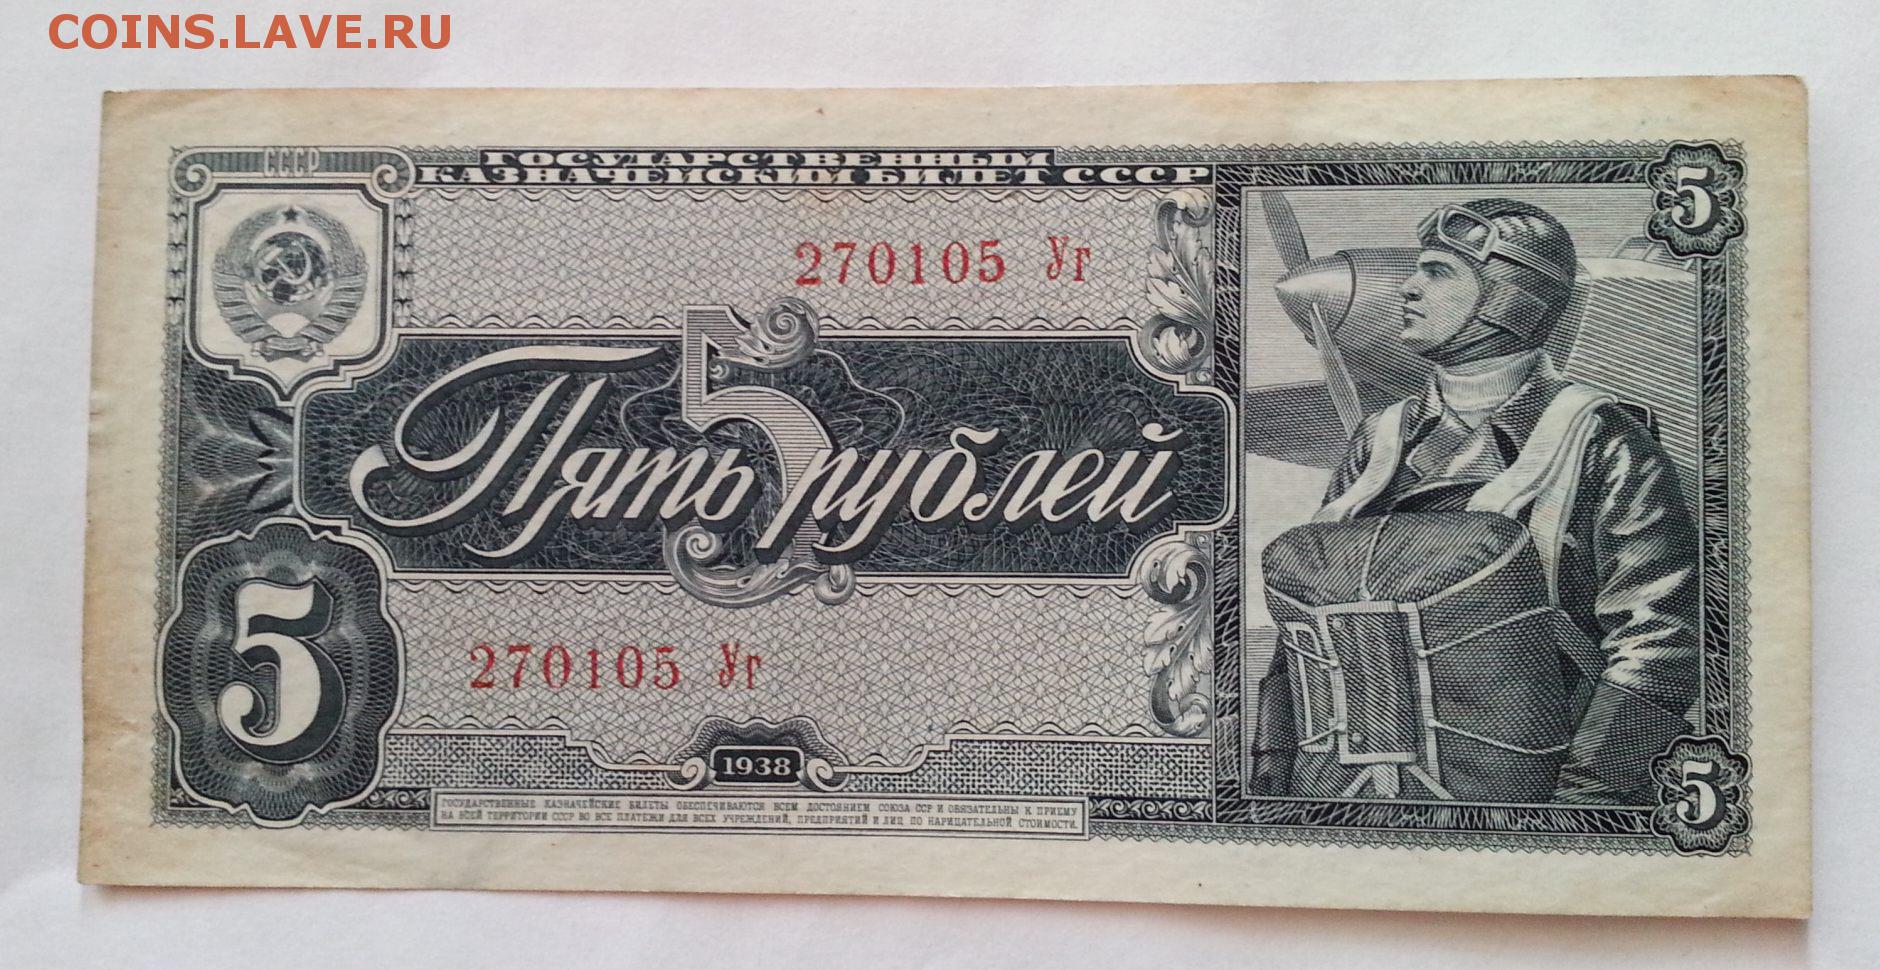 COINS.LAVE.RU
СССР
ГОСУДАРСТВЕННЫЙ
КАЗНАЧЕЙСКИЙ БИЛЕТ СССР
5
270105 Уг
5
Пять рублей
5
270105 Уг
1938
5
ГОСУДАРСТВЕННЫЕ КАЗНАЧЕЙСКИЕ БИЛЕТЫ ОБЕСПЕЧИВАЮТСЯ ВСЕМ ДОСТОЯНИЕМ СОЮЗА ССР И ОБЯЗАТЕЛЬНЫ К ПРИЕМУ
НА ВСЕЙ ТЕРРИТОРИИ СССР ВО ВСЕ ПЛАТЕЖИ ДЛЯ ВСЕХ УЧРЕЖДЕНИЙ, ПРЕДПРИЯТИЙ И ЛИЦ ПО НАРИЦАТЕЛЬНОЙ СТОИМОСТИ.